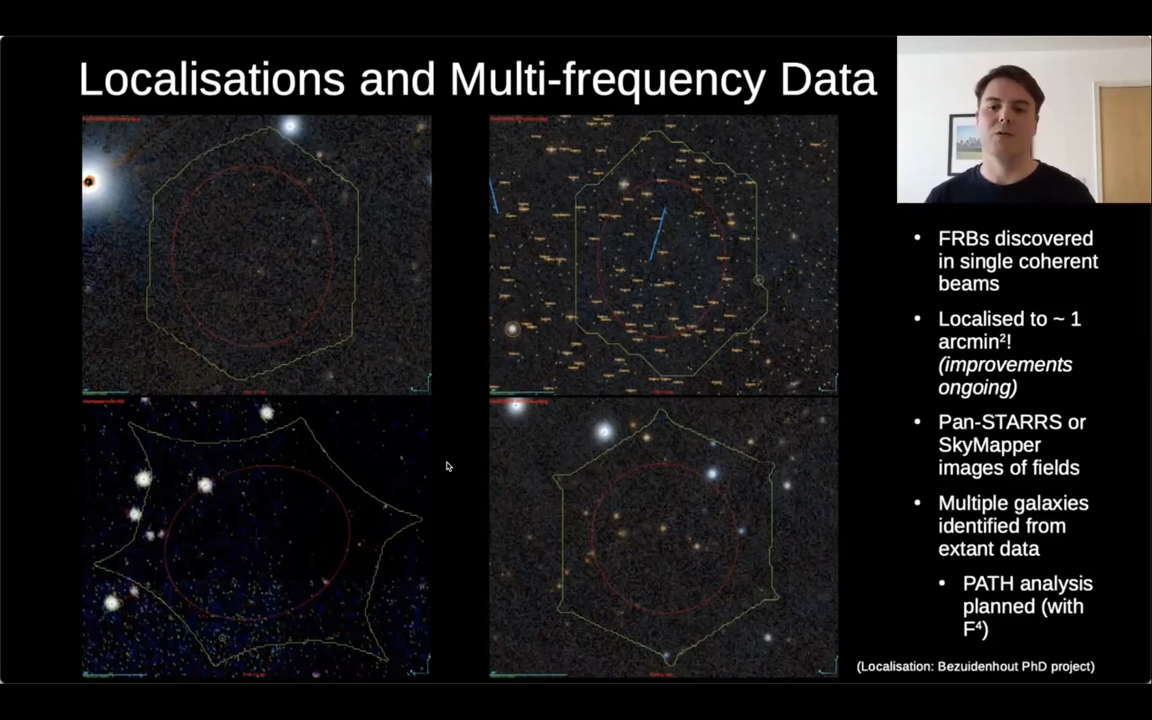 Localisations and Multi-frequency Data
• FRBs discovered
in single coherent
beams
• Localised to ~ 1
arcmin²!
(improvements
ongoing)
• Pan-STARRS or
SkyMapper
images of fields
• Multiple galaxies
identified from
extant data
• PATH analysis
planned (with
F⁴)
(Localisation: Bezuidenhout PhD project)